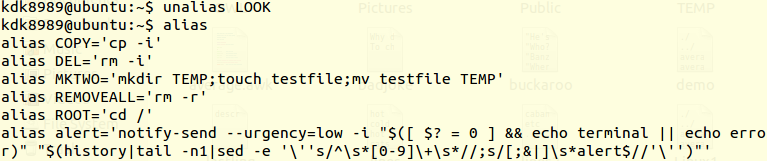 kdk8989@ubuntu:~$ unalias LOOK
kdk8989@ubuntu:~$ alias
alias COPY='cp -i'
alias DEL='rm -i'
alias MKTWO='mkdir TEMP;touch testfile;mv testfile TEMP'
alias REMOVEALL='rm -r'
alias ROOT='cd /'
alias alert='notify-send --urgency=low -i "$([ $? = 0 ] && echo terminal || echo erro
r)" "$(history|tail -n1|sed -e '\''s/^\s*[0-9]\+\s*//;s/[;&|]\s*alert$//'\'')"'
Pictures
Public
TEMP
buckaroo
demo